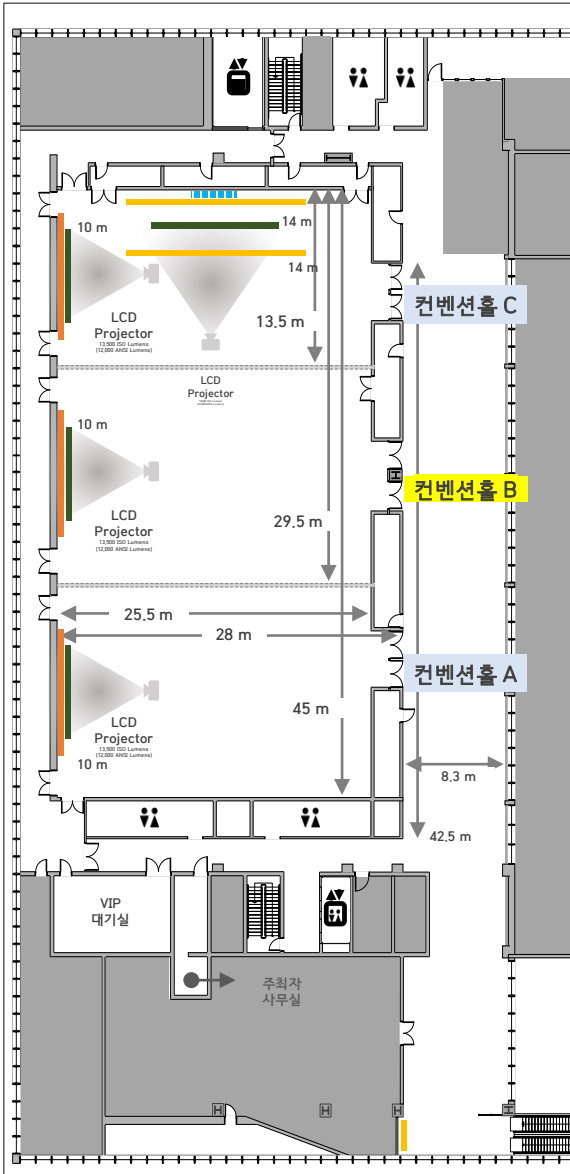 10 m
14 m
14 m
LCD
Projector
13,500 ISO Lumens
(12,000 ANSI Lumens)
13.5 m
컨벤션홀 C
LCD
Projector
10 m
LCD
Projector
13,500 ISO Lumens
(12,000 ANSI Lumens)
H
컨벤션홀 B
29.5 m
25.5 m
28 m
컨벤션홀 A
45 m
LCD
Projector
13,500 ISO Lumens
(12,000 ANSI Lumens)
10 m
8.3 m
42.5 m
VIP
대기실
주최자
사무실
H
H
H
H